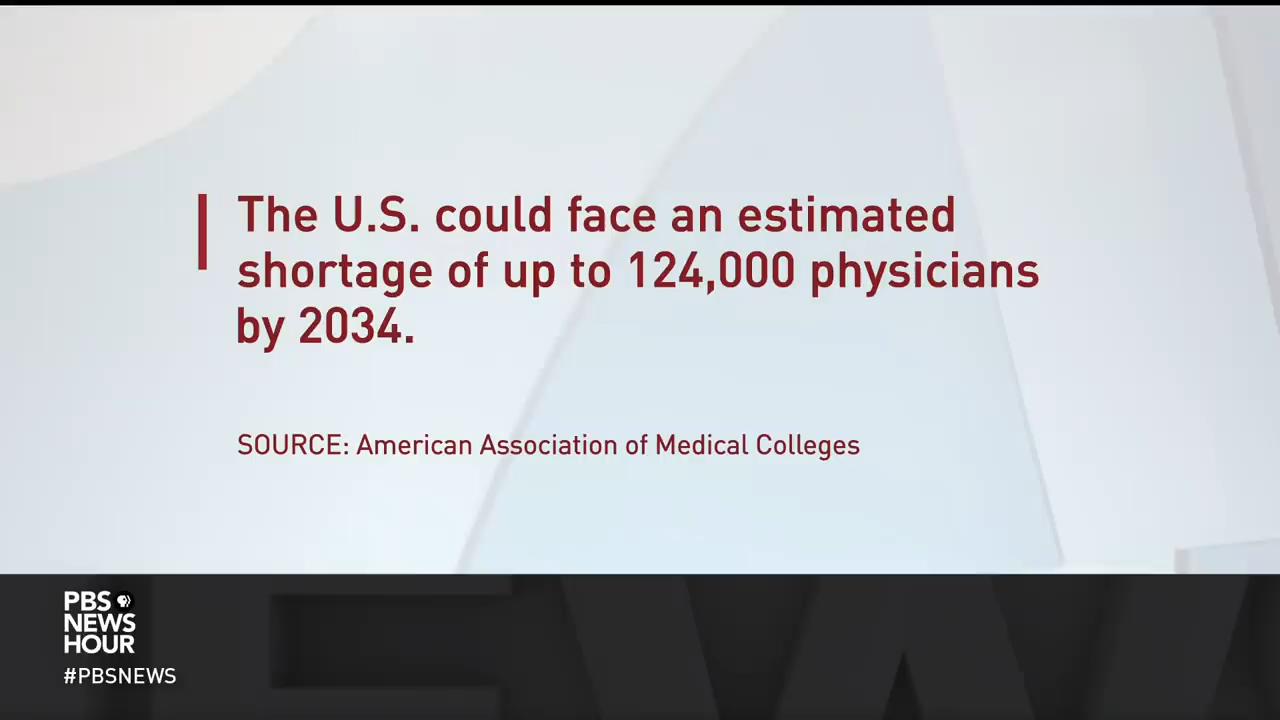 The U.S. could face an estimated
shortage of up to 124,000 physicians
by 2034.
SOURCE: American Association of Medical Colleges
PBS
NEWS
HOUR
#PBSNEWS